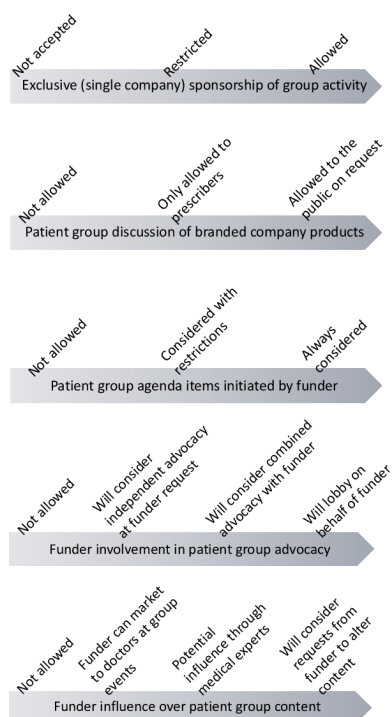 Not accepted
Restricted
Allowed
Exclusive (single company) sponsorship of group activity
Not allowed
Only allowed to
prescribers
Allowed to the
public on request
Patient group discussion of branded company products
Not allowed
Considered with
restrictions
Always
considered
Patient group agenda items initiated by funder
Not allowed
Will consider
independent advocacy
at funder request
Will consider combined
advocacy with funder
Will lobby on
behalf of funder
Funder involvement in patient group advocacy
Not allowed
Funder can market
to doctors at group
events
Potential
influence through
medical experts
Will consider
requests from
funder to alter
content
Funder influence over patient group content